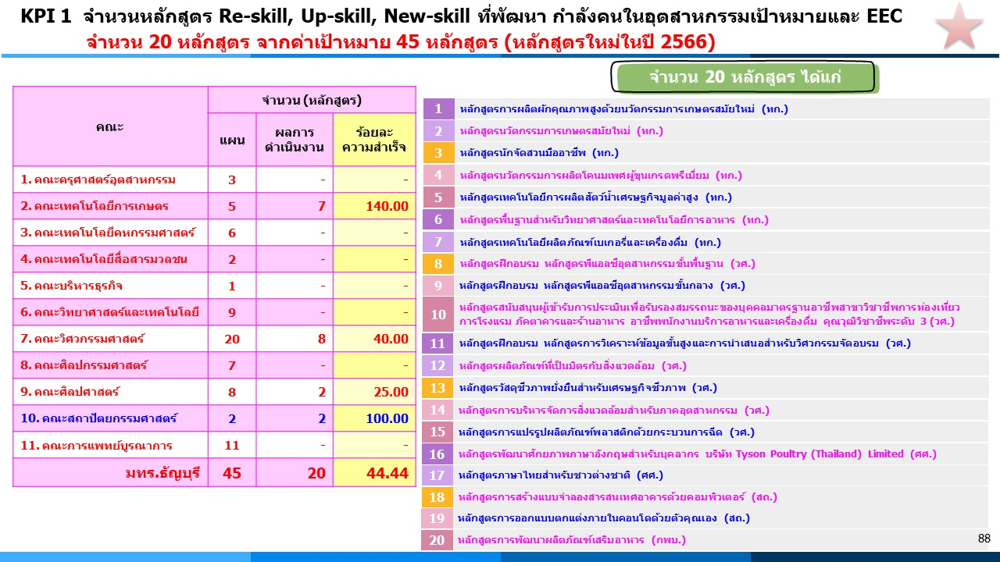 KPI 1 จำนวนหลักสูตร Re-skill, Up-skill, New-skill ที่พัฒนา กำลังคนในอุตสาหกรรมเป้าหมายและ EEC
จำนวน 20 หลักสูตร จากค่าเป้าหมาย 45 หลักสูตร (หลักสูตรใหม่ในปี 2566)
คณะ
จำนวน (หลักสูตร)
แผน
ผลการ
ดำเนินงาน
ร้อยละ
ความสำเร็จ
1. คณะครุศาสตร์อุตสาหกรรม 3 - -
2. คณะเทคโนโลยีการเกษตร 5 7 140.00
3. คณะเทคโนโลยีคหกรรมศาสตร์ 6 - -
4. คณะเทคโนโลยีสื่อสารมวลชน 2 - -
5. คณะบริหารธุรกิจ 1 - -
6. คณะวิทยาศาสตร์และเทคโนโลยี 9 - -
7. คณะวิศวกรรมศาสตร์ 20 8 40.00
8. คณะศิลปกรรมศาสตร์ 7 - -
9. คณะศิลปศาสตร์ 8 2 25.00
10. คณะสถาปัตยกรรมศาสตร์ 2 2 100.00
11. คณะการแพทย์บูรณาการ 11 - -
มทร.ธัญบุรี 45 20 44.44
จำนวน 20 หลักสูตร ได้แก่
1 หลักสูตรการผลิตผักคุณภาพสูงด้วยนวัตกรรมการเกษตรสมัยใหม่ (ทก.)
2 หลักสูตรนวัตกรรมการเกษตรสมัยใหม่ (ทก.)
3 หลักสูตรนักจัดสวนมืออาชีพ (ทก.)
4 หลักสูตรนวัตกรรมการผลิตโคนมเพศผู้ขุนเกรดพรีเมี่ยม (ทก.)
5 หลักสูตรเทคโนโลยีการผลิตสัตว์น้ำเศรษฐกิจมูลค่าสูง (ทก.)
6 หลักสูตรพื้นฐานสำหรับวิทยาศาสตร์และเทคโนโลยีการอาหาร (ทก.)
7 หลักสูตรเทคโนโลยีผลิตภัณฑ์เบเกอรี่และเครื่องดื่ม (ทก.)
8 หลักสูตรฝึกอบรม หลักสูตรพีแอลซีอุตสาหกรรมขั้นพื้นฐาน (วศ.)
9 หลักสูตรฝึกอบรม หลักสูตรพีแอลซีอุตสาหกรรมขั้นกลาง (วศ.)
10 หลักสูตรสนับสนุนผู้เข้ารับการประเมินเพื่อรับรองสมรรถนะของบุคคลมาตรฐานอาชีพสาขาวิชาชีพการท่องเที่ยว
การโรงแรม ภัตตาคารและร้านอาหาร อาชีพพนักงานบริการอาหารและเครื่องดื่ม คุณวุฒิวิชาชีพระดับ 3 (วศ.)
11 หลักสูตรฝึกอบรม หลักสูตรการวิเคราะห์ข้อมูลขั้นสูงและการนำเสนอสำหรับวิศวกรรมจัดอบรม (วศ.)
12 หลักสูตรผลิตภัณฑ์ที่เป็นมิตรกับสิ่งแวดล้อม (วศ.)
13 หลักสูตรวัสดุชีวภาพยั่งยืนสำหรับเศรษฐกิจชีวภาพ (วศ.)
14 หลักสูตรการบริหารจัดการสิ่งแวดล้อมสำหรับภาคอุตสาหกรรม (วศ.)
15 หลักสูตรการแปรรูปผลิตภัณฑ์พลาสติกด้วยกระบวนการฉีด (วศ.)
16 หลักสูตรพัฒนาศักยภาพภาษาอังกฤษสำหรับบุคลากร บริษัท Tyson Poultry (Thailand) Limited (ศศ.)
17 หลักสูตรภาษาไทยสำหรับชาวต่างชาติ (ศศ.)
18 หลักสูตรการสร้างแบบจำลองสารสนเทศอาคารด้วยคอมพิวเตอร์ (สถ.)
19 หลักสูตรการออกแบบตกแต่งภายในคอนโดด้วยตัวคุณเอง (สถ.)
20 หลักสูตรการพัฒนาผลิตภัณฑ์เสริมอาหาร (กพบ.)
88